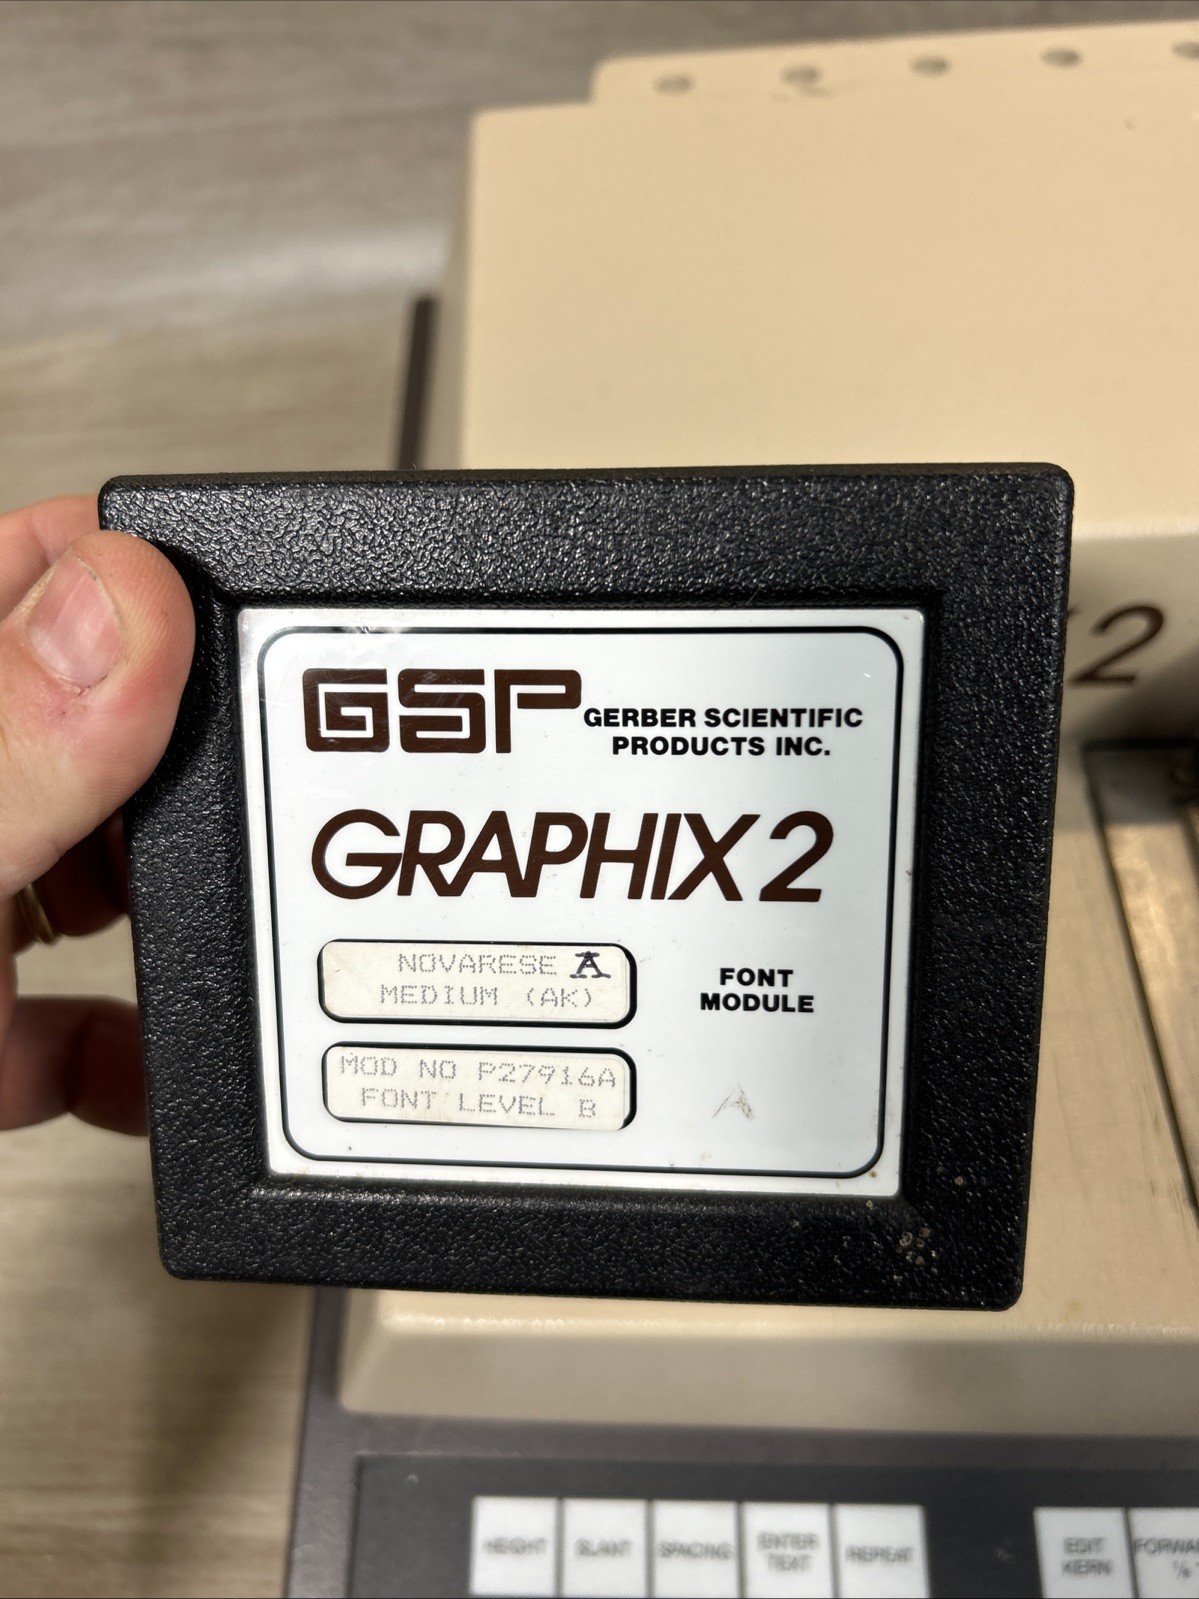 GSP
GERBER SCIENTIFIC
PRODUCTS INC.
GRAPHIX 2
NOVARESE A
MEDIUM (AK)
FONT
MODULE
MOD NO P27916A
FONT LEVEL B
A
X2
HEIGHT
SLANT
SPACING
ENTER
TEXT
REPEAT
EDIT
KERN